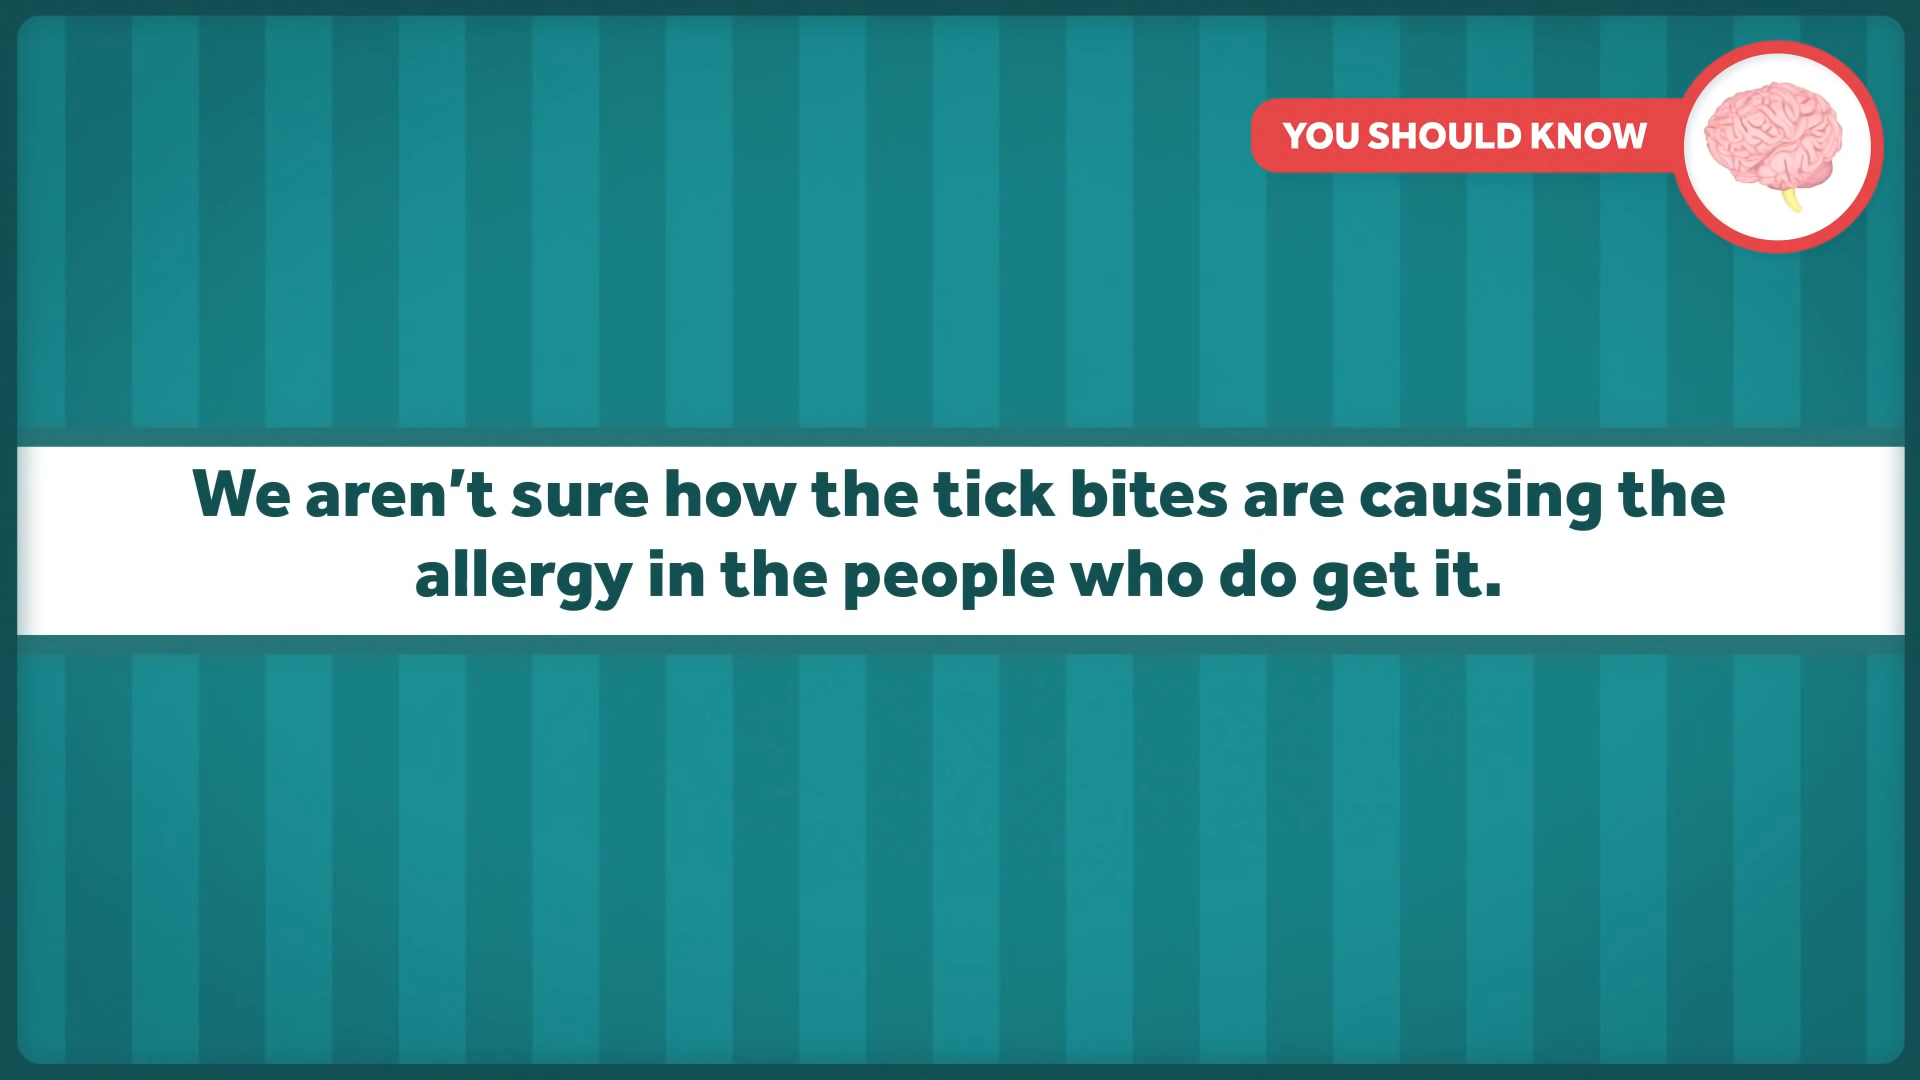 YOU SHOULD KNOW
We aren’t sure how the tick bites are causing the
allergy in the people who do get it.